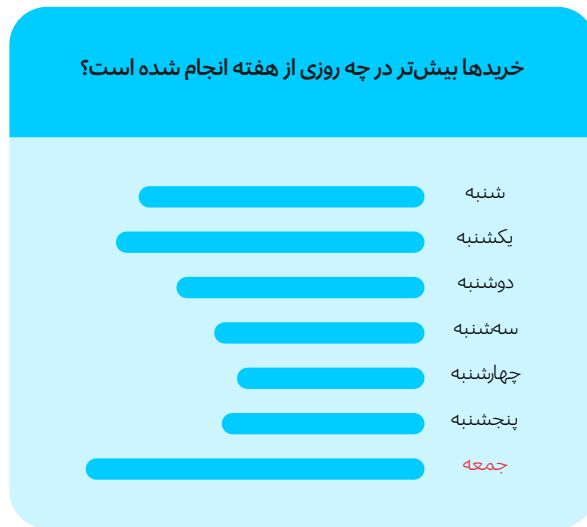 خریدها بیش‌تر در چه روزی از هفته انجام شده است؟
شنبه
یکشنبه
دوشنبه
سه‌شنبه
چهارشنبه
پنجشنبه
جمعه